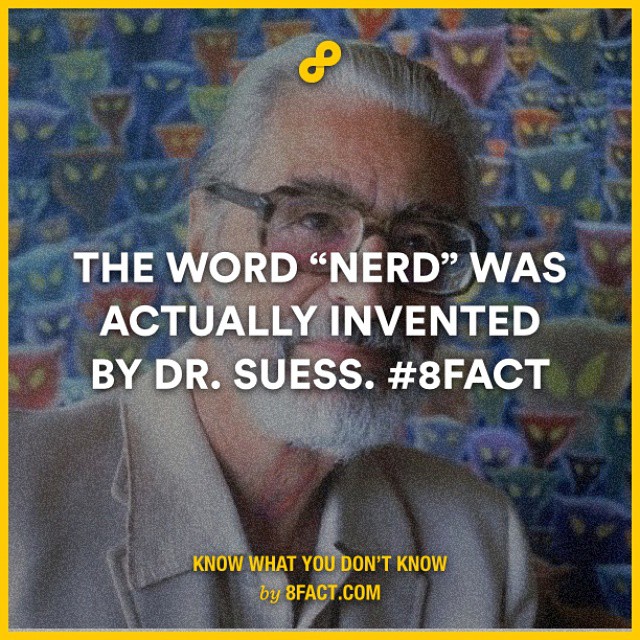 THE WORD “NERD” WAS
ACTUALLY INVENTED
BY DR. SUESS. #8FACT
KNOW WHAT YOU DON’T KNOW
by 8FACT.COM